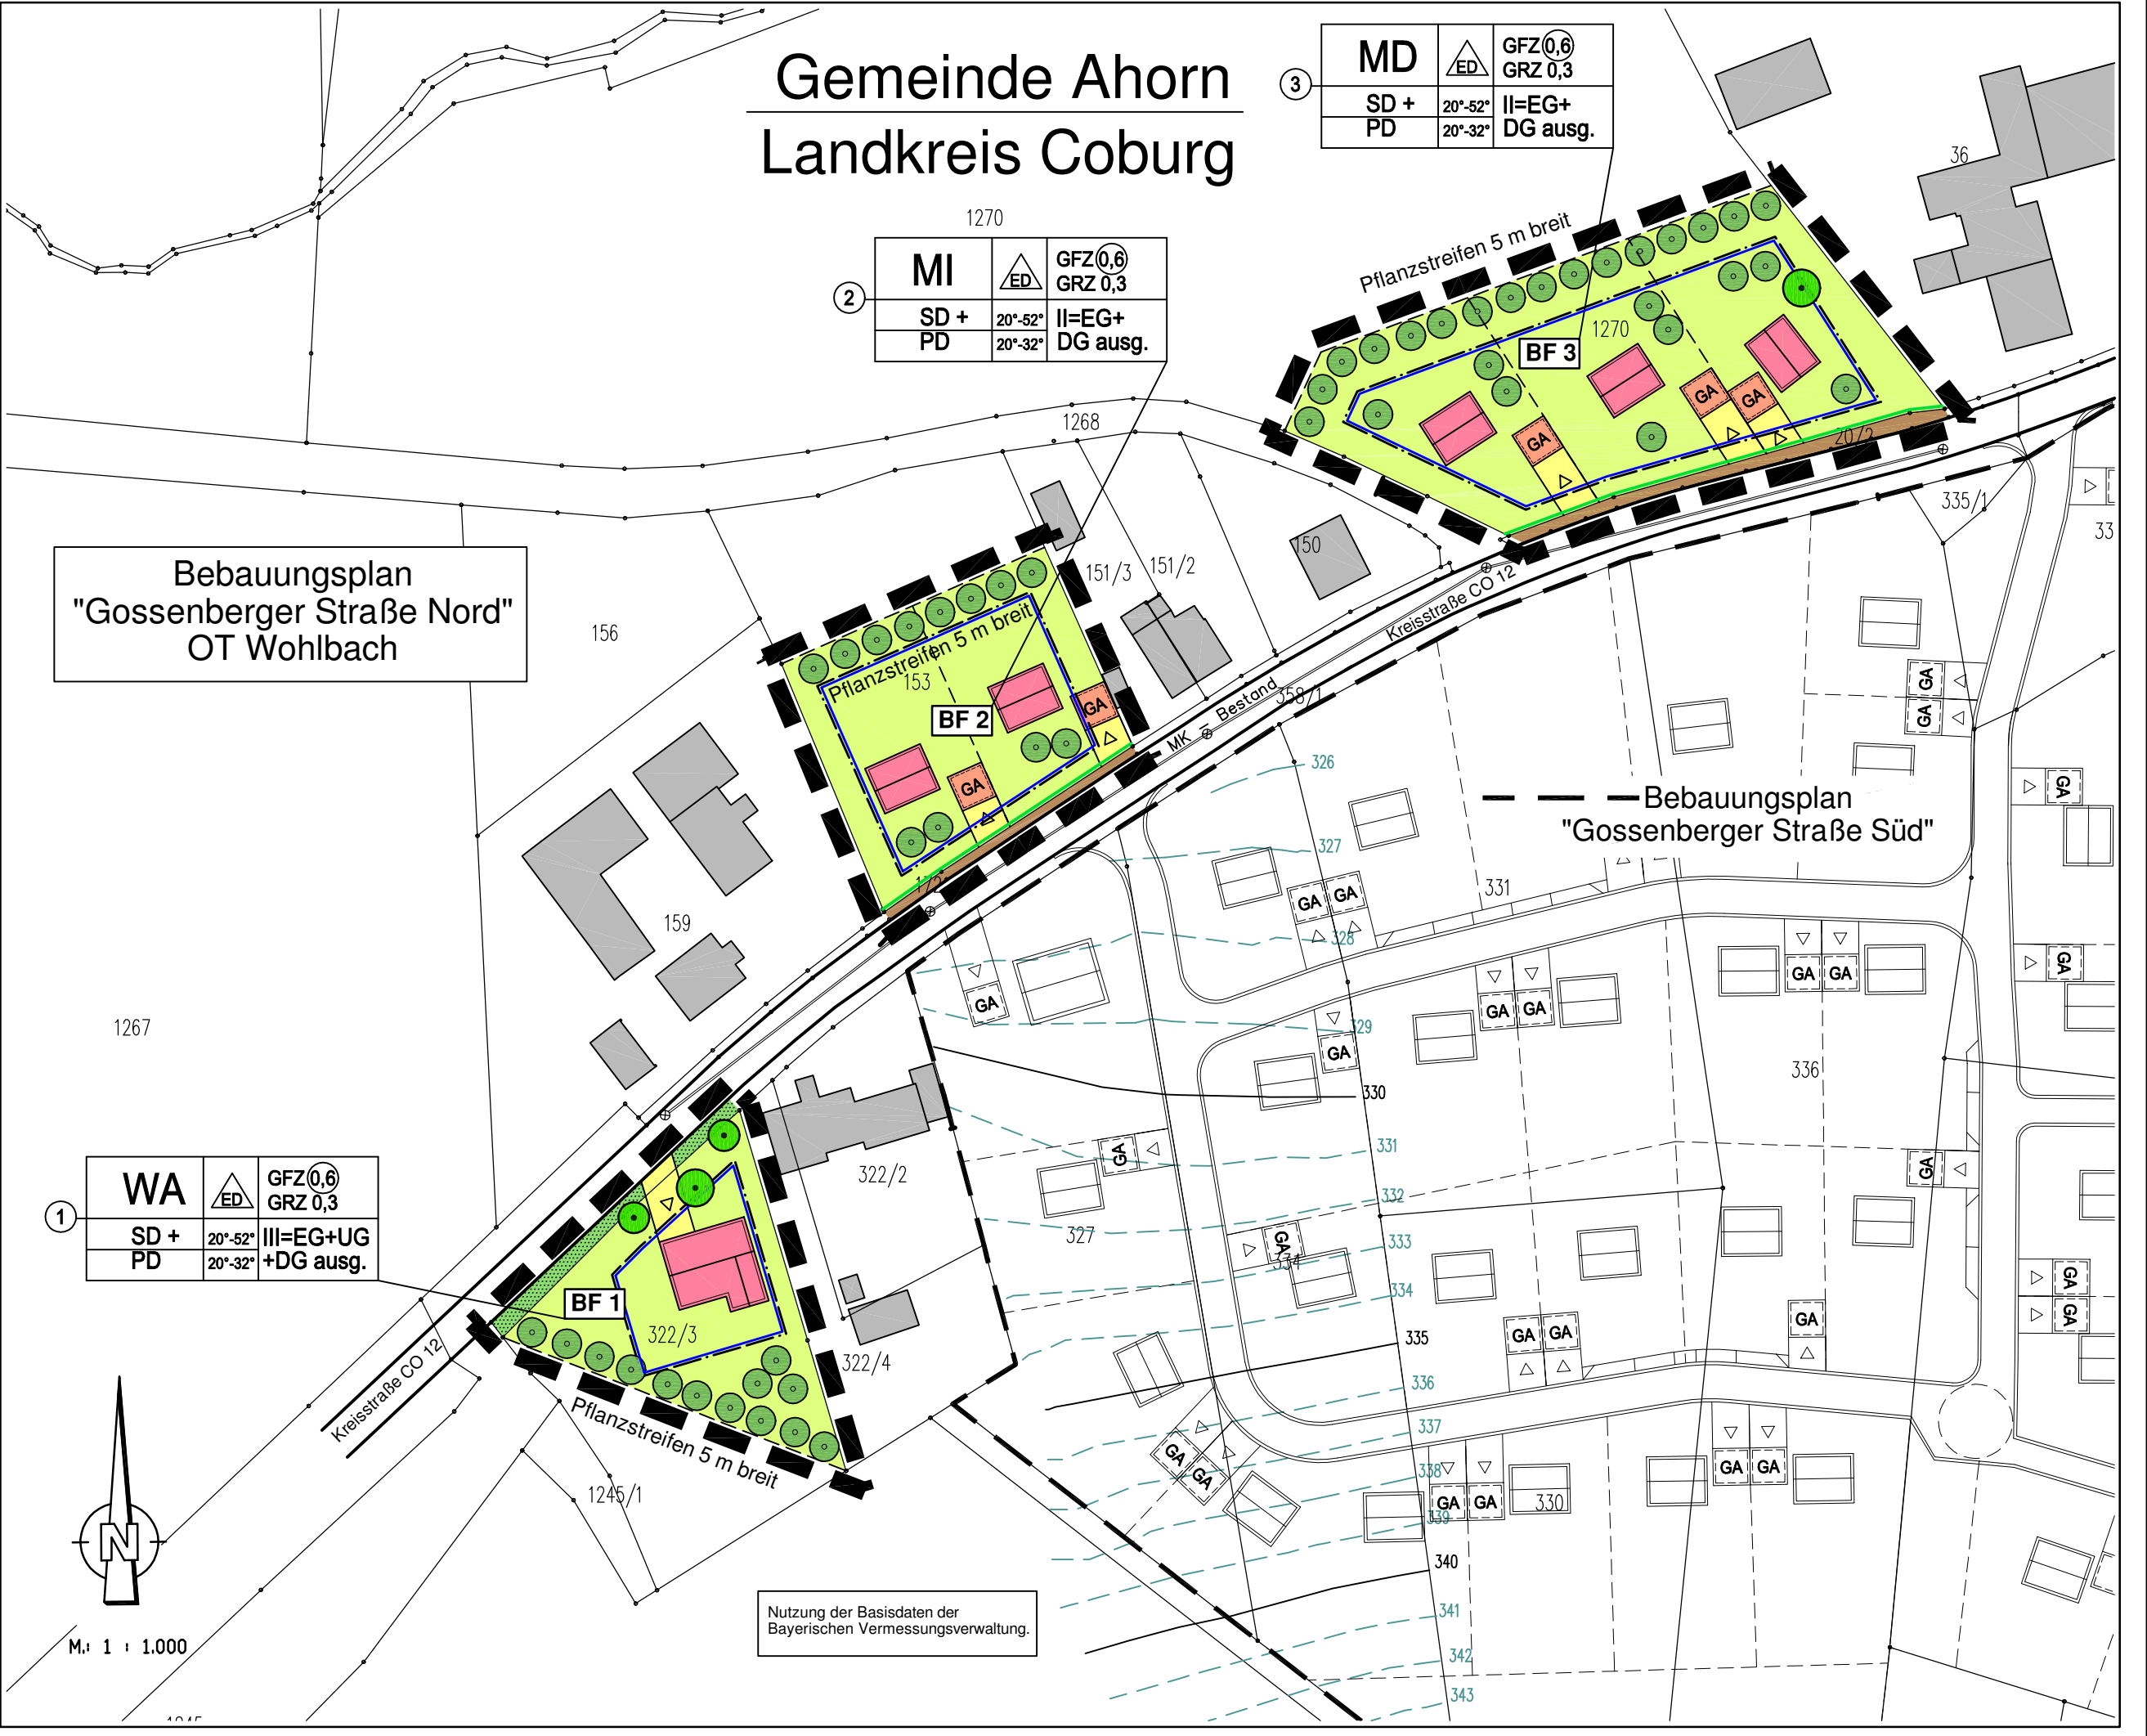 Gemeinde Ahorn
Landkreis Coburg
3
MD
ED
GFZ 0,6
GRZ 0,3
SD +
20°-52°
II=EG+
PD
20°-32°
DG ausg.
36
1270
Pflanzstreifen 5 m breit
2
MI
ED
GFZ 0,6
GRZ 0,3
SD +
20°-52°
II=EG+
PD
20°-32°
DG ausg.
1270
BF 3
GA
GA
GA
20/2
1268
335/1
33
Bebauungsplan
"Gossenberger Straße Nord"
OT Wohlbach
156
150
151/3
151/2
Kreisstraße CO 12
Pflanzstreifen 5 m breit
153
BF 2
GA
GA
MK - Bestand
358/1
GA
GA
326
Bebauungsplan
"Gossenberger Straße Süd"
GA
327
331
GA
GA
328
159
GA
GA
GA
GA
GA
GA
GA
1267
329
336
330
331
GA
GA
322/2
332
327
1
WA
ED
GFZ 0,6
GRZ 0,3
SD +
20°-52°
III=EG+UG
PD
20°-32°
+DG ausg.
333
GA
334
334
GA
GA
BF 1
322/3
322/4
335
GA
GA
GA
Kreisstraße CO 12
336
Pflanzstreifen 5 m breit
337
338
GA
GA
GA
GA
GA
GA
330
339
1245/1
340
N
M.: 1 : 1.000
Nutzung der Basisdaten der
Bayerischen Vermessungsverwaltung.
341
342
343